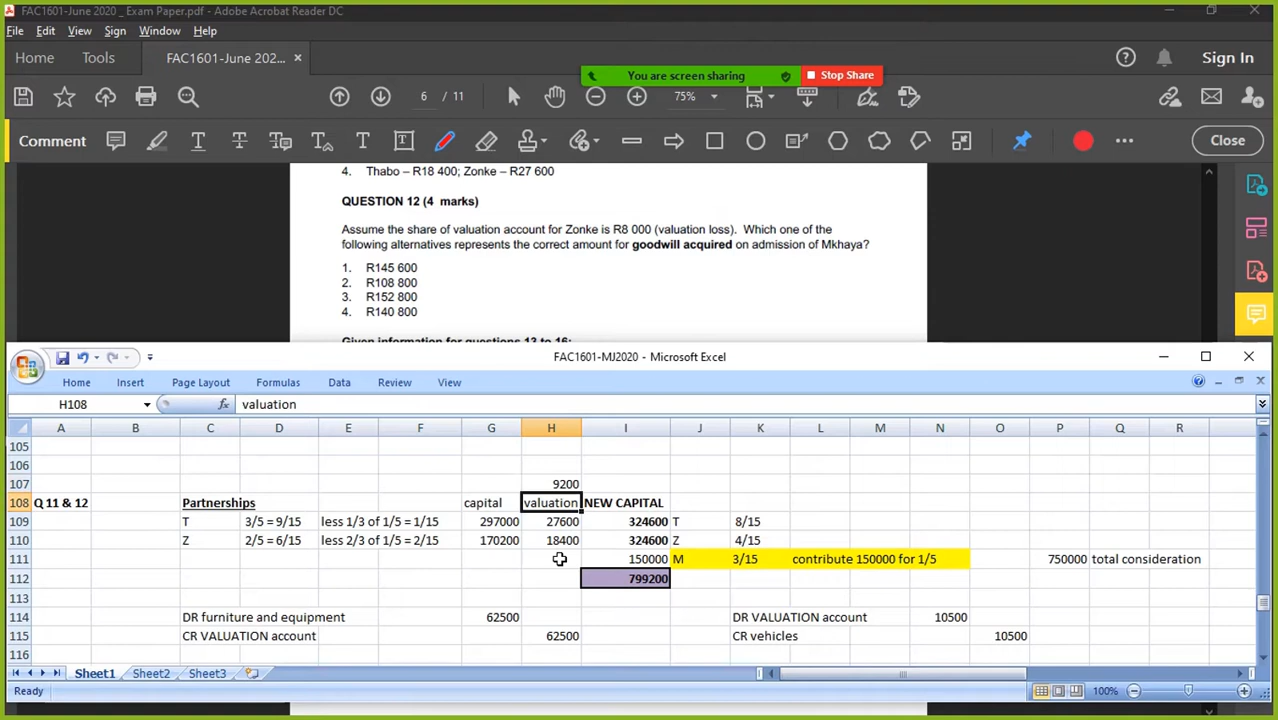 FAC1601-June 2020 _ Exam Paper.pdf - Adobe Acrobat Reader DC
File Edit View Sign Window Help
Home Tools FAC1601-June 202... × Sign In
You are screen sharing Stop Share
6 / 11 75%
Comment Close
4. Thabo – R18 400; Zonke – R27 600
QUESTION 12 (4 marks)
Assume the share of valuation account for Zonke is R8 000 (valuation loss). Which one of the
following alternatives represents the correct amount for goodwill acquired on admission of Mkhaya?
1. R145 600
2. R108 800
3. R152 800
4. R140 800
Given information for questions 13 to 16:
FAC1601-MJ2020 - Microsoft Excel
Home Insert Page Layout Formulas Data Review View
H108 fx valuation
A B C D E F G H I J K L M N O P Q R
105
106
107 9200
108 Q 11 & 12 Partnerships capital valuation NEW CAPITAL
109 T 3/5 = 9/15 less 1/3 of 1/5 = 1/15 297000 27600 324600 T 8/15
110 Z 2/5 = 6/15 less 2/3 of 1/5 = 2/15 170200 18400 324600 Z 4/15
111 150000 M 3/15 contribute 150000 for 1/5 750000 total consideration
112 799200
113
114 DR furniture and equipment 62500 DR VALUATION account 10500
115 CR VALUATION account 62500 CR vehicles 10500
116
Sheet1 Sheet2 Sheet3
Ready 100%